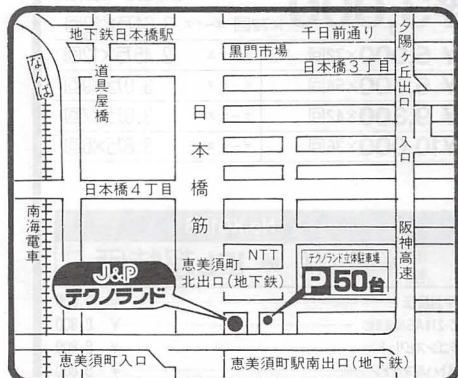 地下鉄日本橋駅
千日前通り
夕陽ヶ丘出口
なんば
道具屋橋
黒門市場
日本橋3丁目
入口
日本橋筋
日本橋4丁目
南海電車
阪神高速
NTT
恵美須町
北出口(地下鉄)
テクノランド立体駐車場
P50台
J&P
テクノランド
恵美須町入口
恵美須町駅南出口(地下鉄)